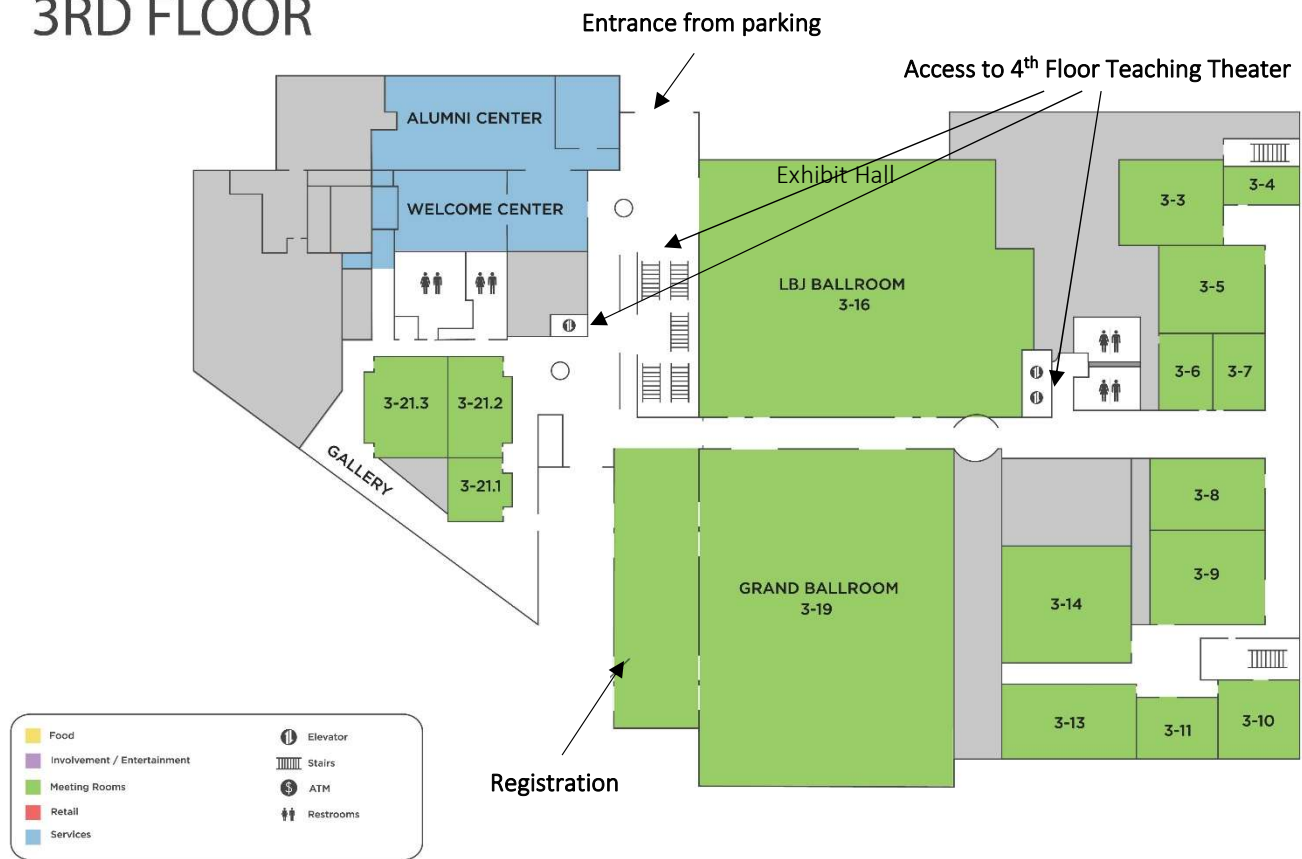 3RD FLOOR
Entrance from parking
Access to 4th Floor Teaching Theater
ALUMNI CENTER
Exhibit Hall
WELCOME CENTER
3-3
3-4
LBJ BALLROOM
3-16
3-5
3-6
3-7
3-21.3
3-21.2
GALLERY
3-21.1
3-8
3-9
GRAND BALLROOM
3-19
3-14
3-13
3-11
3-10
Registration
Food
Involvement / Entertainment
Meeting Rooms
Retail
Services
Elevator
Stairs
$ ATM
Restrooms